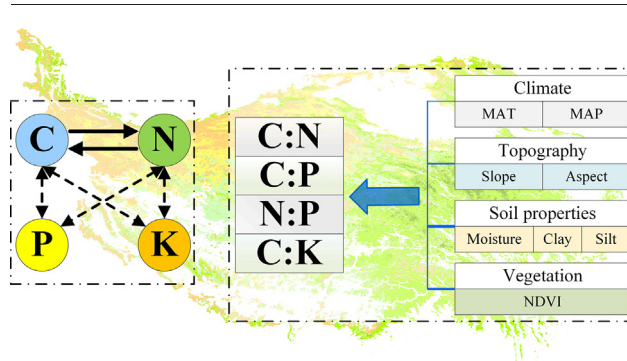 C N
P K
C:N
C:P
N:P
C:K
Climate
MAT MAP
Topography
Slope Aspect
Soil properties
Moisture Clay Silt
Vegetation
NDVI